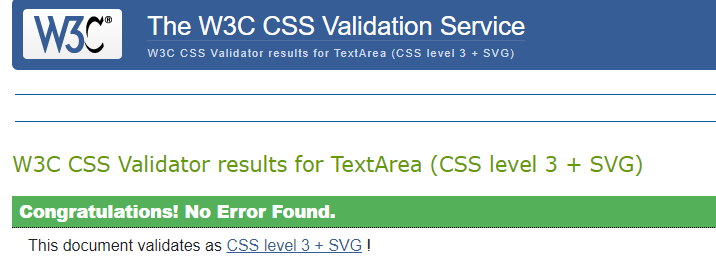 W3C®
The W3C CSS Validation Service
W3C CSS Validator results for TextArea (CSS level 3 + SVG)
W3C CSS Validator results for TextArea (CSS level 3 + SVG)
Congratulations! No Error Found.
This document validates as CSS level 3 + SVG !